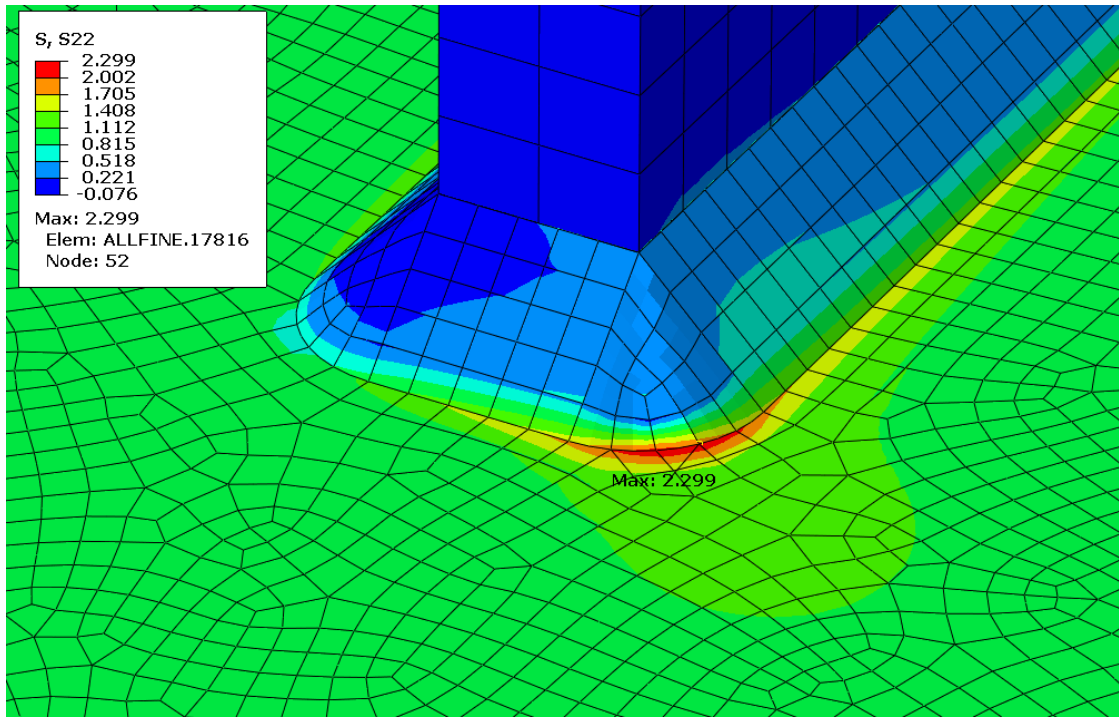 S, S22
2.299
2.002
1.705
1.408
1.112
0.815
0.518
0.221
-0.076
Max: 2.299
Elem: ALLFINE.17816
Node: 52
Max: 2.299